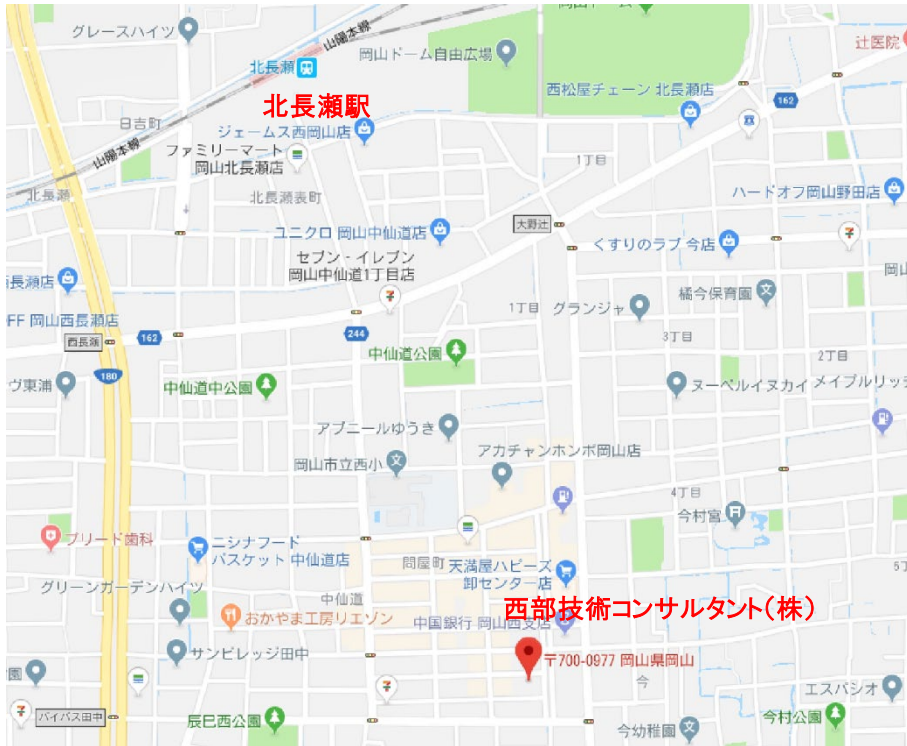 グレースハイツ
山陽本線
岡山ドーム自由広場
辻医院
北長瀬
北長瀬駅
西松屋チェーン 北長瀬店
162
日吉町
ジェームス西岡山店
山陽本線
ファミリーマート
岡山北長瀬店
1丁目
北長瀬
北長瀬表町
ハードオフ岡山野田店
大野辻
ユニクロ 岡山中仙道店
くすりのラブ 今店
セブン‐イレブン
岡山中仙道1丁目店
長瀬店
橘今保育園
1丁目
グランジャ
FF 岡山西長瀬店
西長瀬
162
244
3丁目
中仙道公園
2丁目
180
ヴ東浦
中仙道中公園
ヌーベルイヌカイ
メイプルリッチ
アブニールゆうき
アカチャンホンポ岡山店
岡山市立西小
4丁目
今村宮
ブリード歯科
ニシナフード
バスケット 中仙道店
問屋町
天満屋ハピーズ
卸センター店
5丁
グリーンガーデンハイツ
中仙道
西部技術コンサルタント(株)
おかやま工房リエゾン
中国銀行 岡山西支店
サンビレッジ田中
〒700-0977 岡山県岡山
園
今
エスパシオ
バイパス田中
辰巳西公園
今幼稚園
今村公園